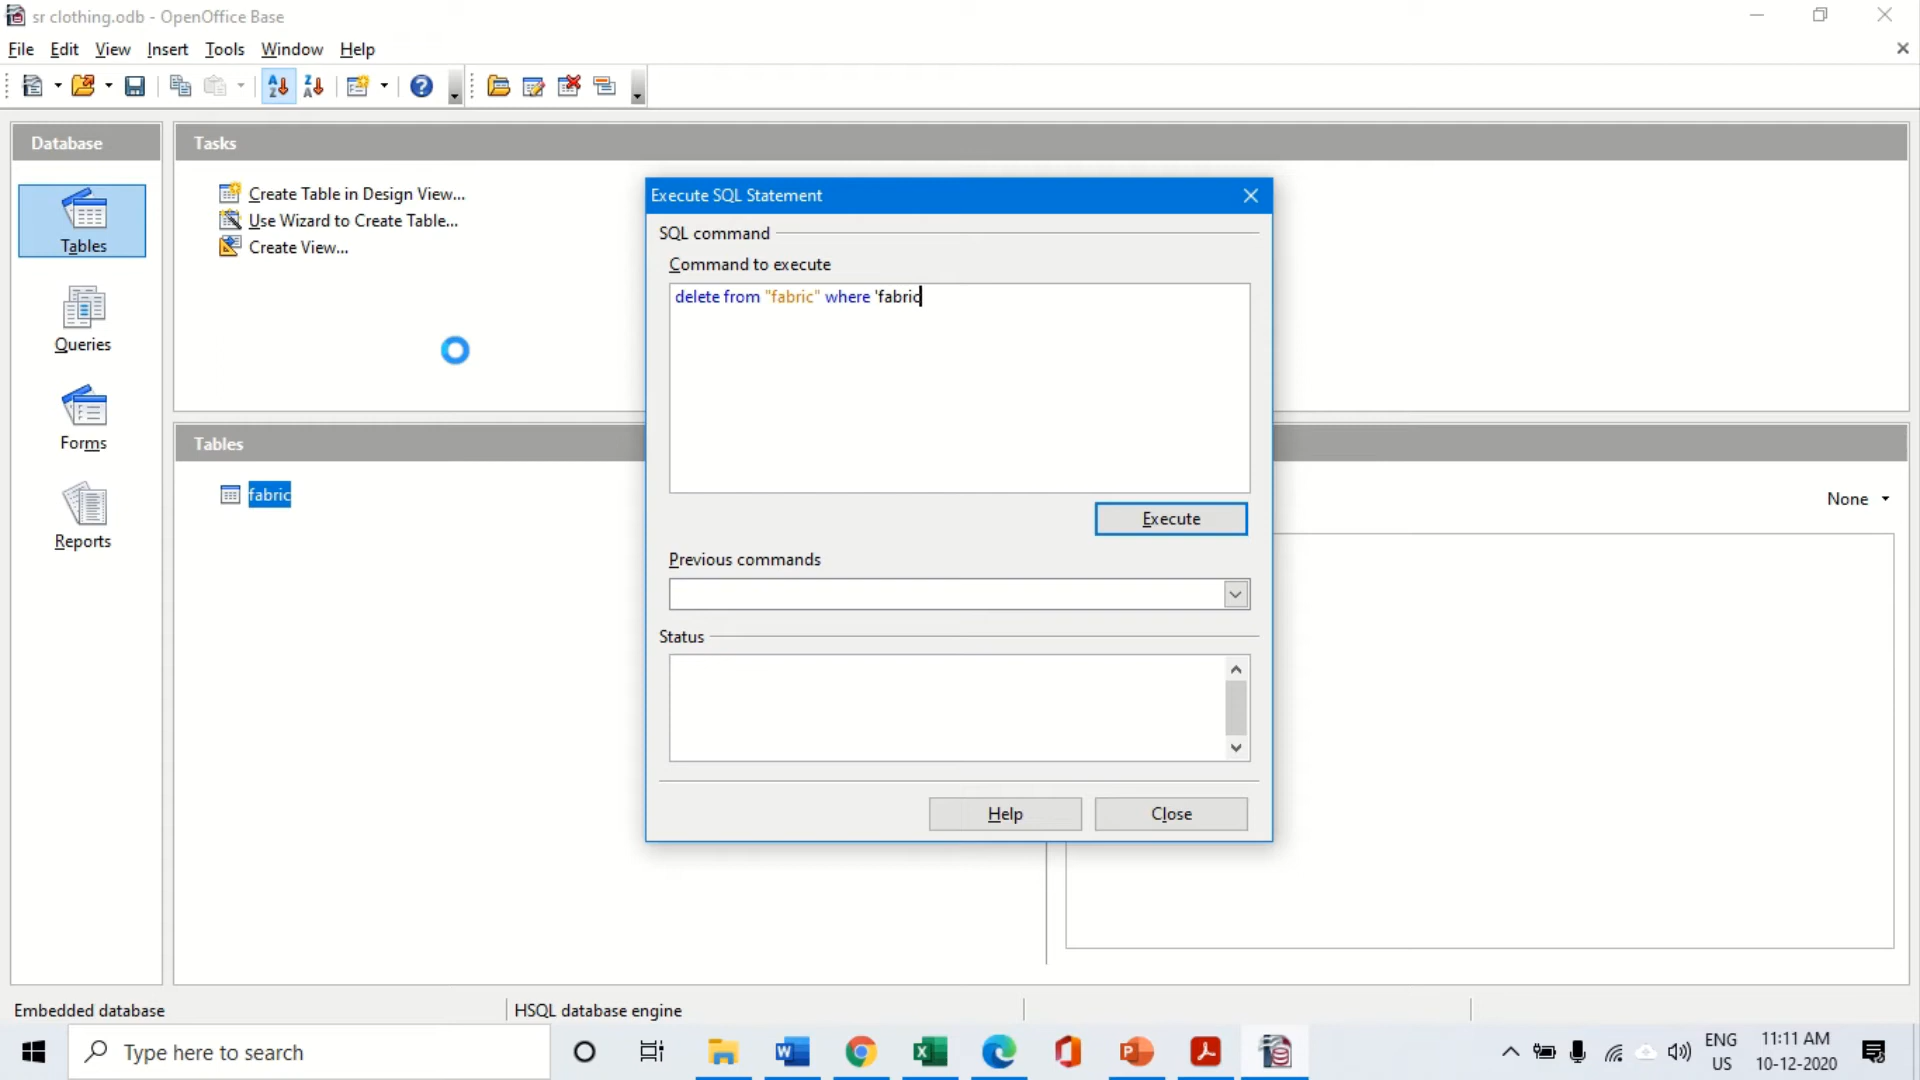 sr clothing.odb - OpenOffice Base
File Edit View Insert Tools Window Help
Database
Tables
Queries
Forms
Reports
Tasks
Create Table in Design View...
Use Wizard to Create Table...
Create View...
Tables
fabric
None
Execute SQL Statement
SQL command
Command to execute
delete from "fabric" where 'fabric
Execute
Previous commands
Status
Help
Close
Embedded database
HSQL database engine
Type here to search
ENG
US
11:11 AM
10-12-2020